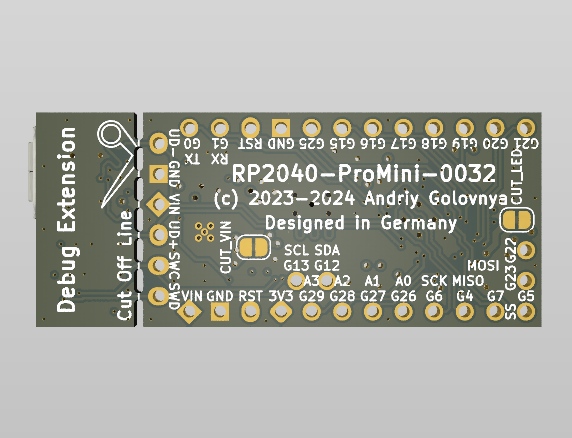 Debug Extension
Cut Off Line
UD- GND VIN UD+ SWC SWD
G0 G1 RST GND G25 G15 G16 G17 G18 G19 G20 G21
TX RX
RP2040-ProMini-0032
(c) 2023-2024 Andriy Golovnya
Designed in Germany
CUT_LED
CUT_VIN
SCL SDA
G13 G12
A3 A2 A1 A0 SCK MISO
MOSI
G23 G22
VIN GND RST 3V3 G29 G28 G27 G26 G6 G4 G7 G5
SS